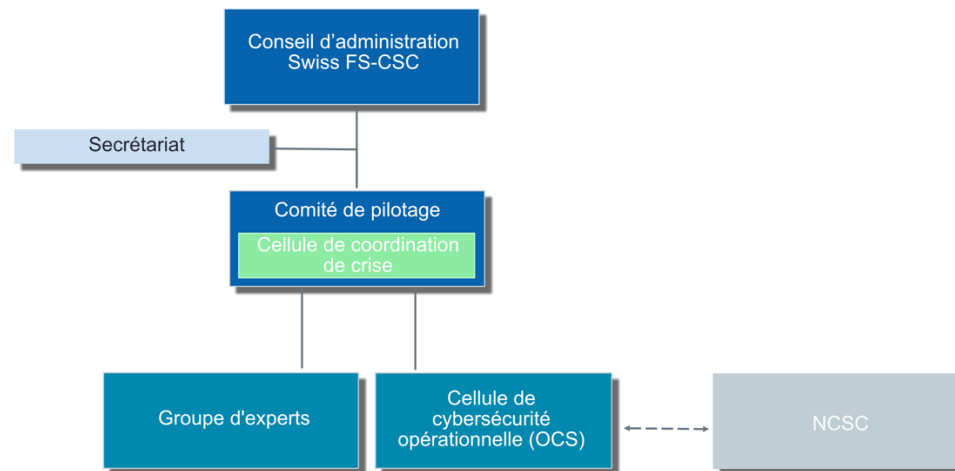 Conseil d’administration
Swiss FS-CSC
Secrétariat
Comité de pilotage
Cellule de coordination
de crise
Groupe d'experts
Cellule de
cybersécurité
opérationnelle (OCS)
NCSC